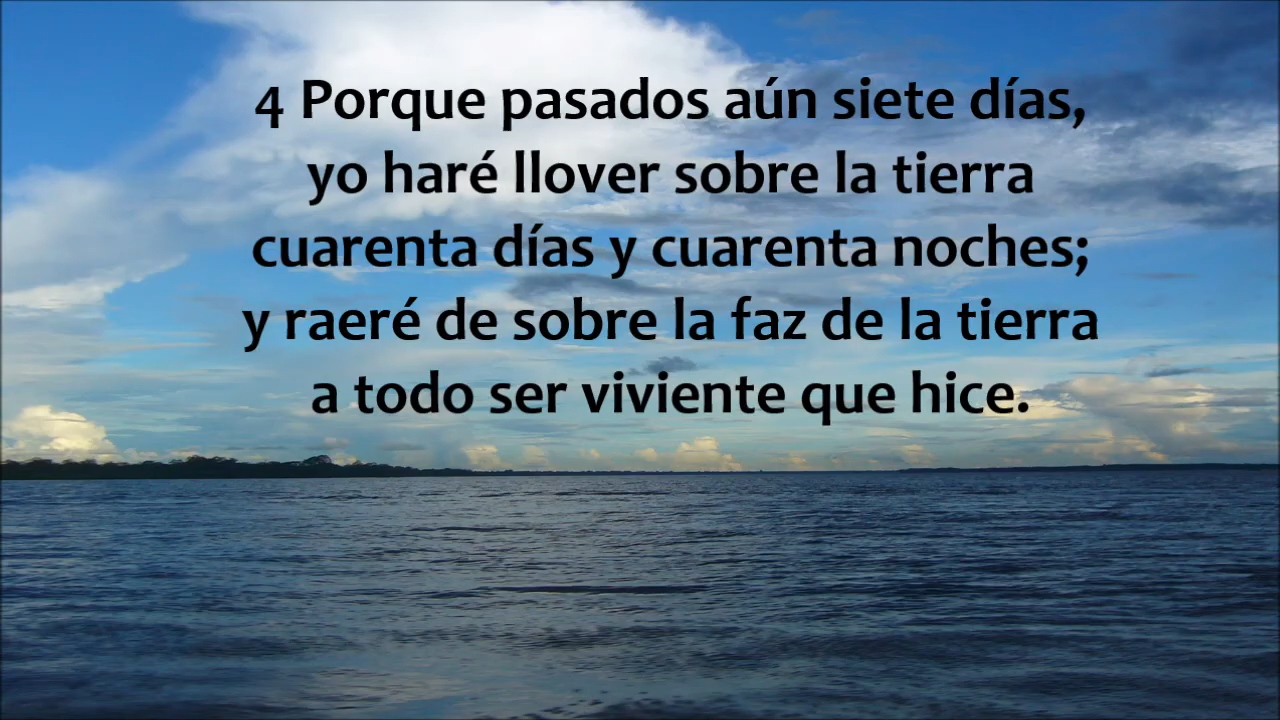 4 Porque pasados aún siete días,
yo haré llover sobre la tierra
cuarenta días y cuarenta noches;
y raeré de sobre la faz de la tierra
a todo ser viviente que hice.